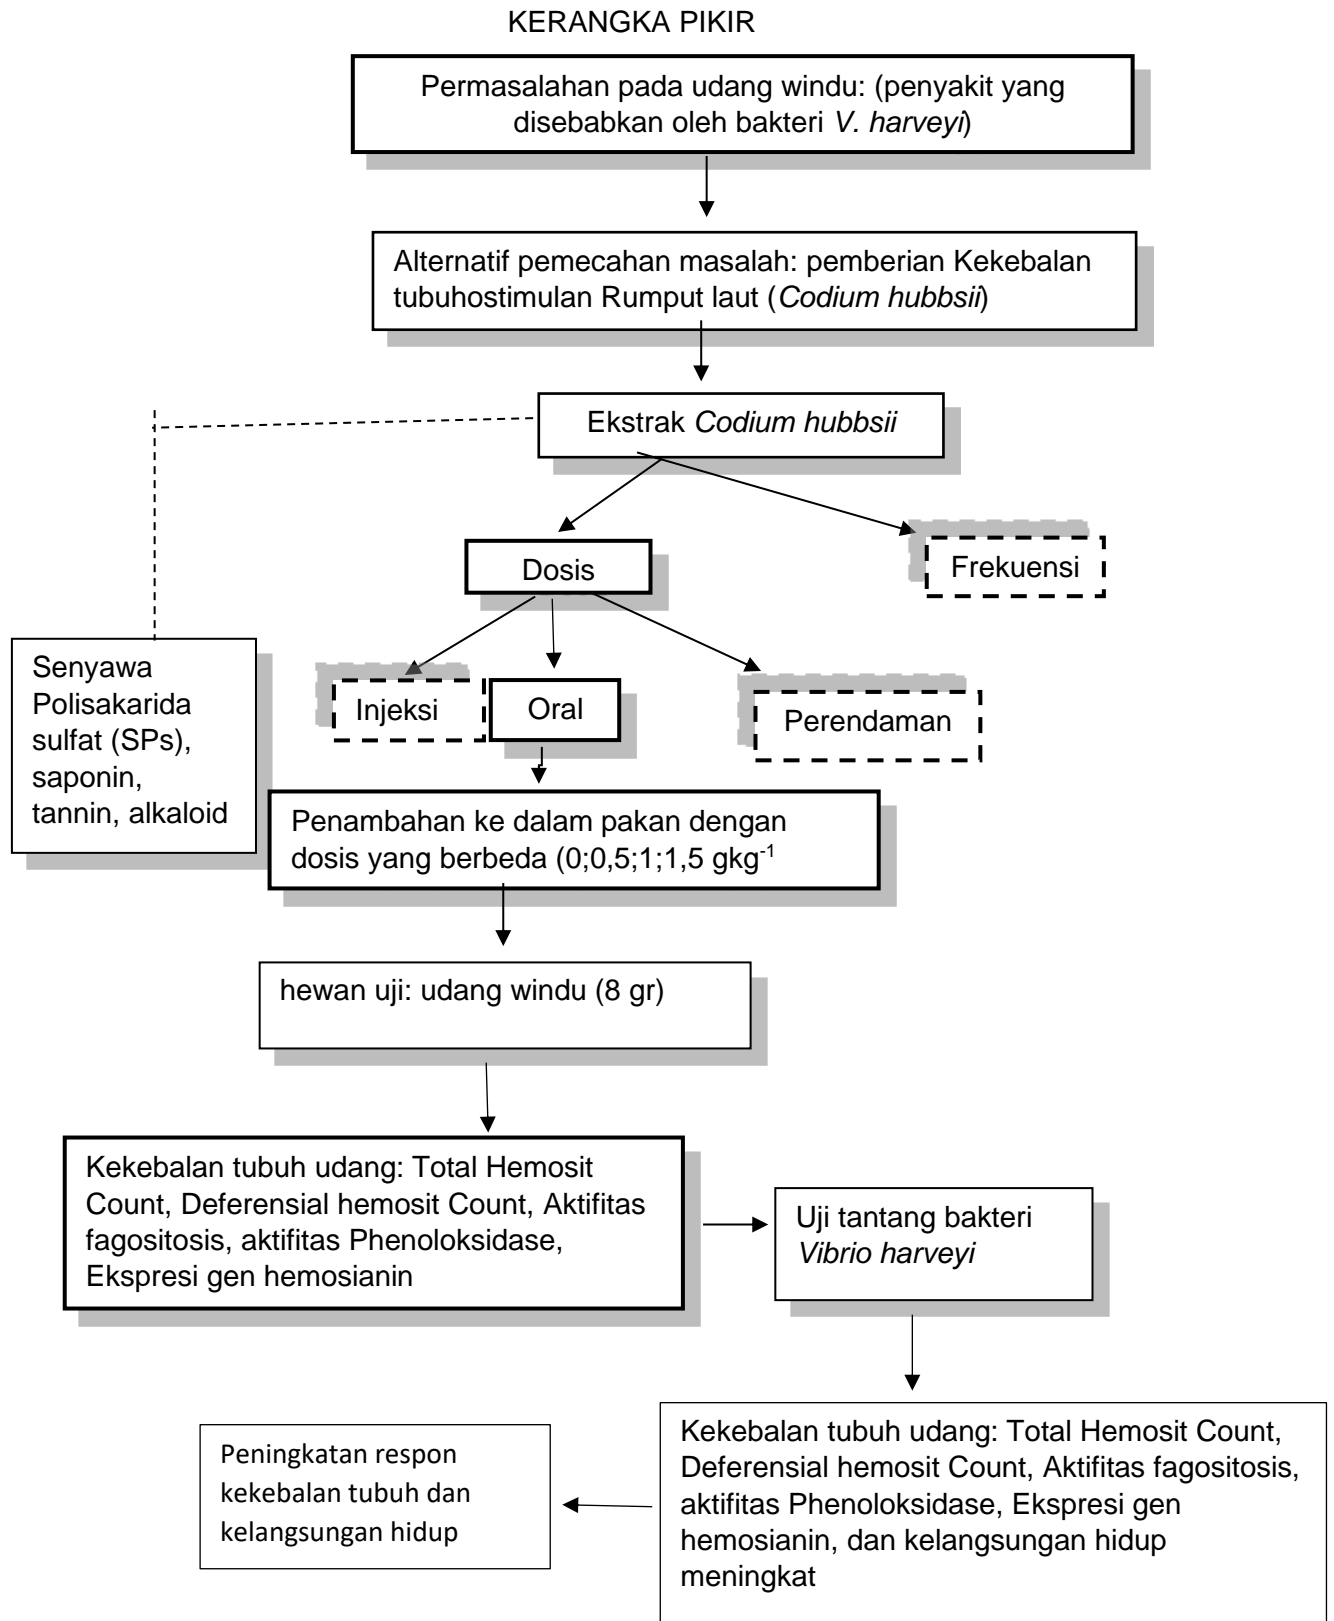 KERANGKA PIKIR
Permasalahan pada udang windu: (penyakit yang
disebabkan oleh bakteri V. harveyi)
Alternatif pemecahan masalah: pemberian Kekebalan
tubuhostimulan Rumput laut (Codium hubbsii)
Ekstrak Codium hubbsii
Dosis
Frekuensi
Senyawa
Polisakarida
sulfat (SPs),
saponin,
tannin, alkaloid
Injeksi
Oral
Perendaman
Penambahan ke dalam pakan dengan
dosis yang berbeda (0;0,5;1;1,5 gkg⁻¹
hewan uji: udang windu (8 gr)
Kekebalan tubuh udang: Total Hemosit
Count, Deferensial hemosit Count, Aktifitas
fagositosis, aktifitas Phenoloksidase,
Ekspresi gen hemosianin
Uji tantang bakteri
Vibrio harveyi
Kekebalan tubuh udang: Total Hemosit Count,
Deferensial hemosit Count, Aktifitas fagositosis,
aktifitas Phenoloksidase, Ekspresi gen
hemosianin, dan kelangsungan hidup
meningkat
Peningkatan respon
kekebalan tubuh dan
kelangsungan hidup